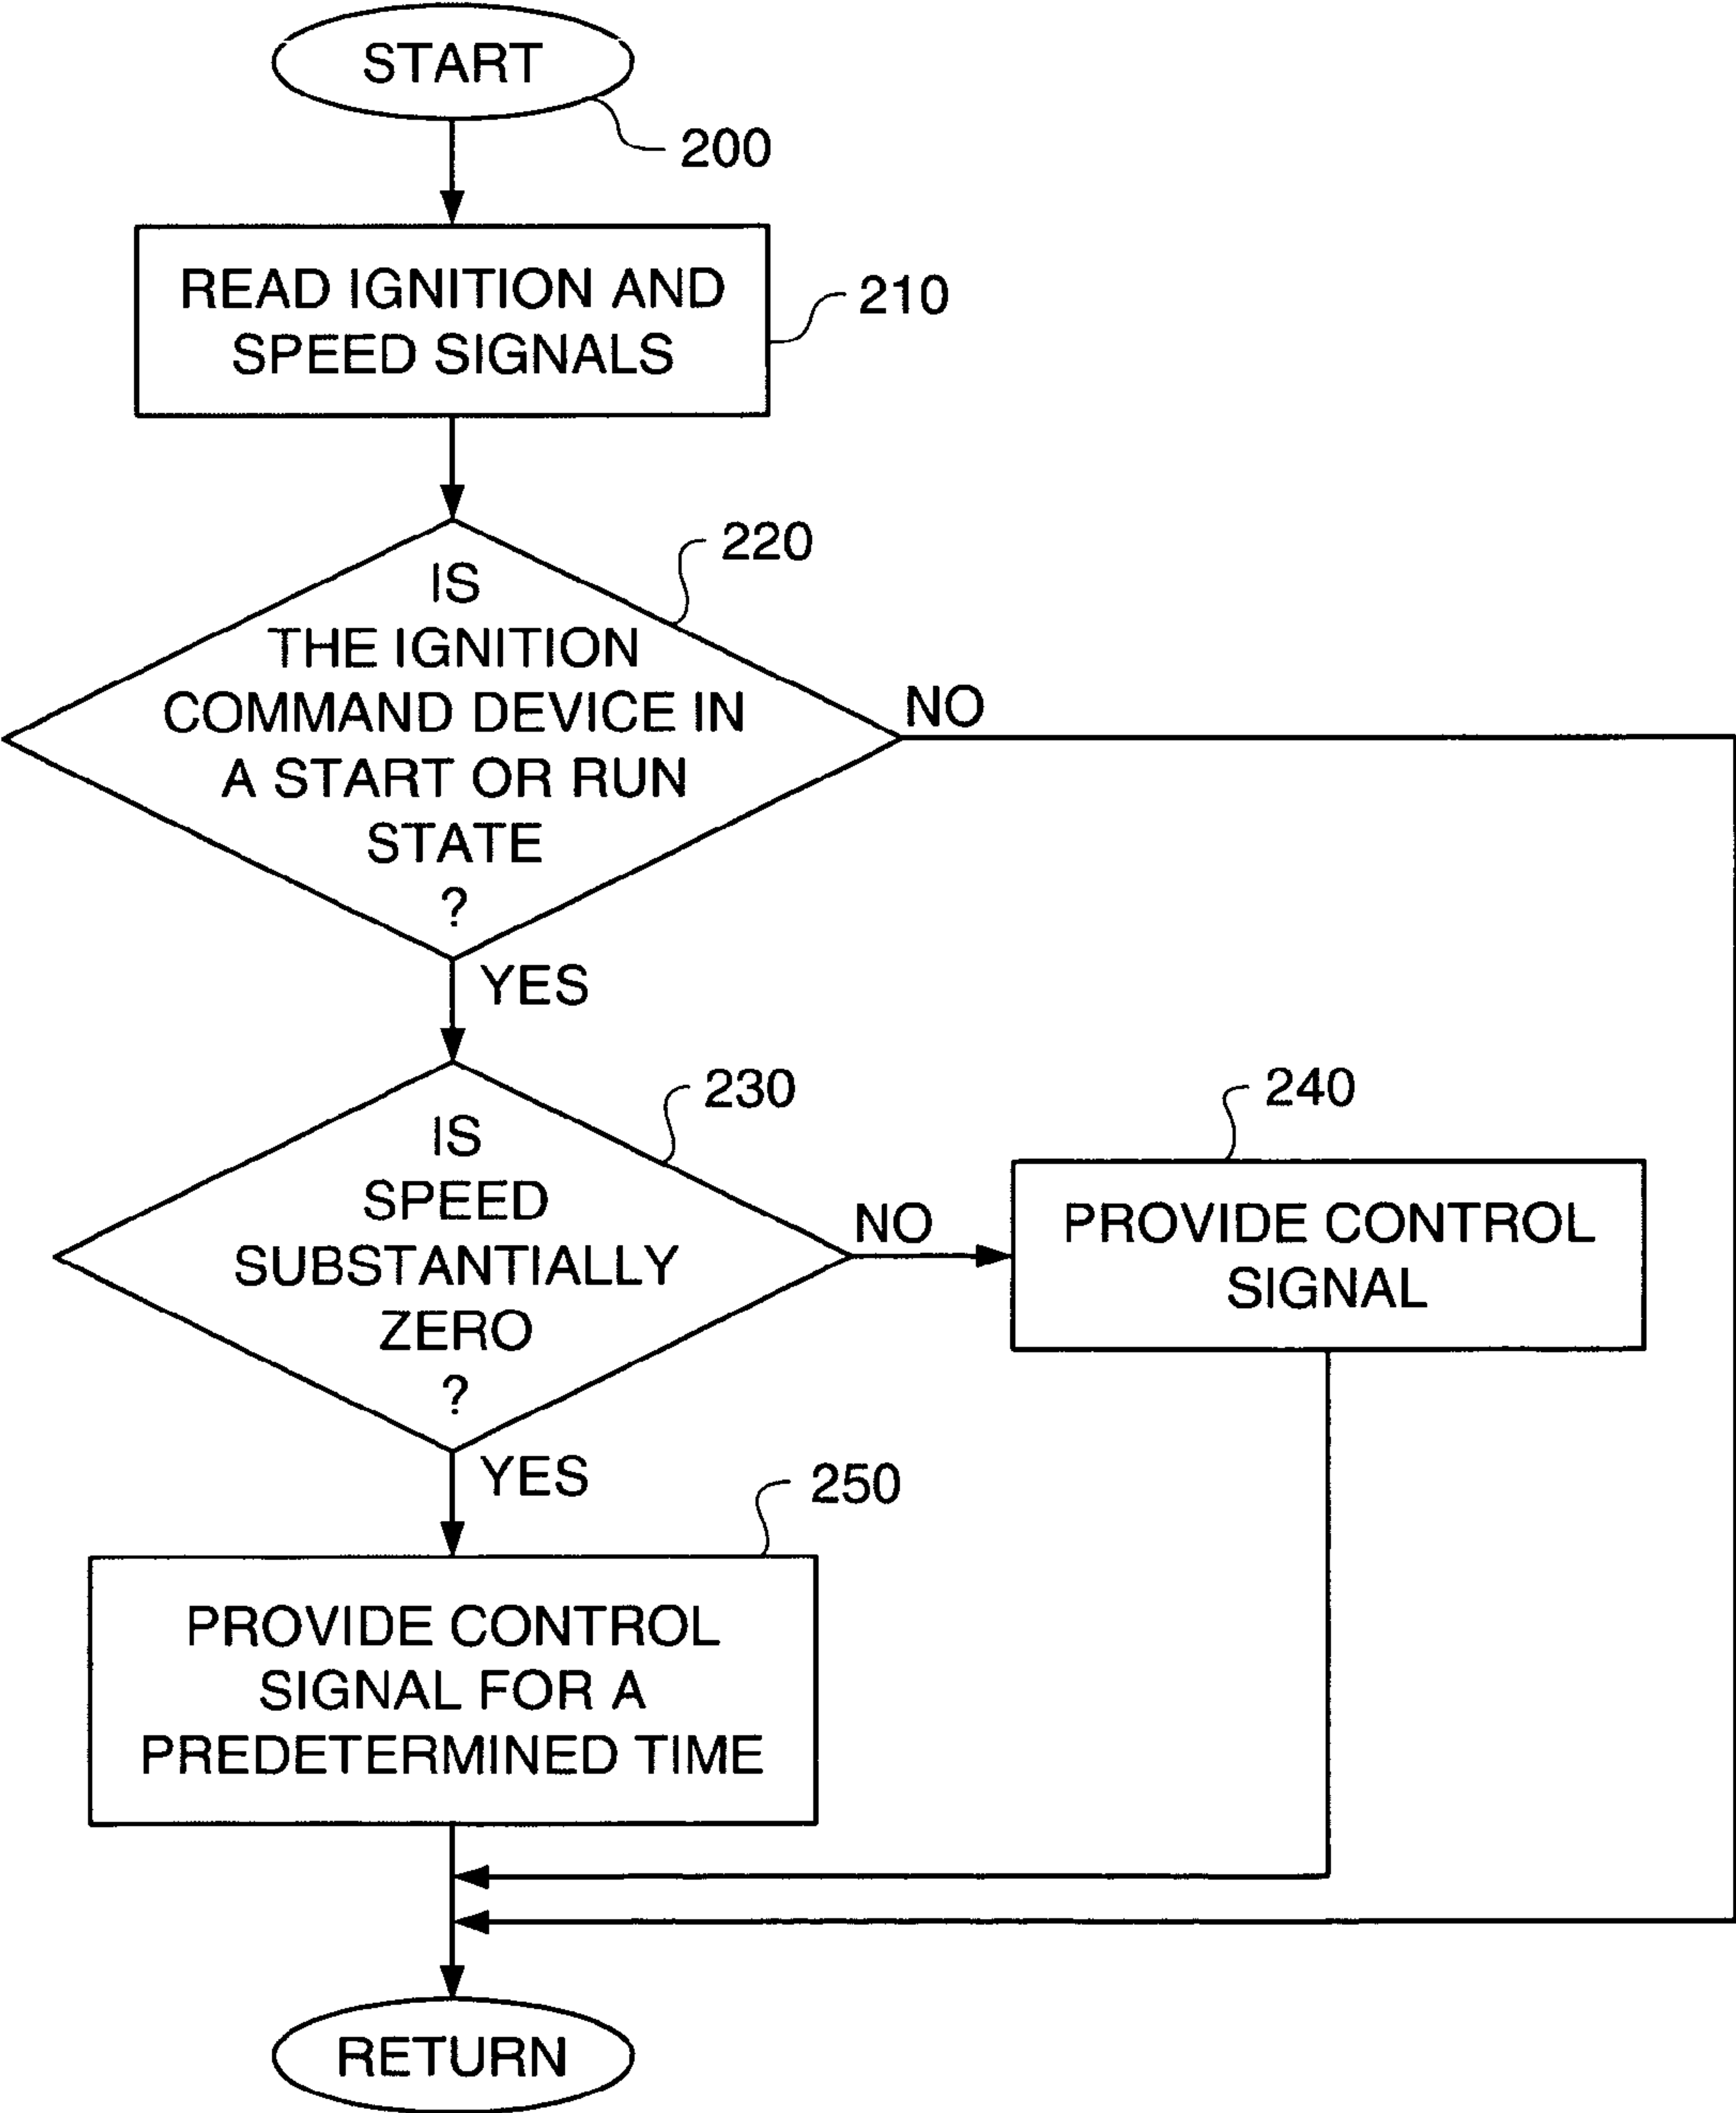 START
200
READ IGNITION AND
SPEED SIGNALS
210
220
IS
THE IGNITION
COMMAND DEVICE IN
A START OR RUN
STATE
?
NO
YES
230
IS
SPEED
SUBSTANTIALLY
ZERO
?
NO
240
PROVIDE CONTROL
SIGNAL
YES
250
PROVIDE CONTROL
SIGNAL FOR A
PREDETERMINED TIME
RETURN